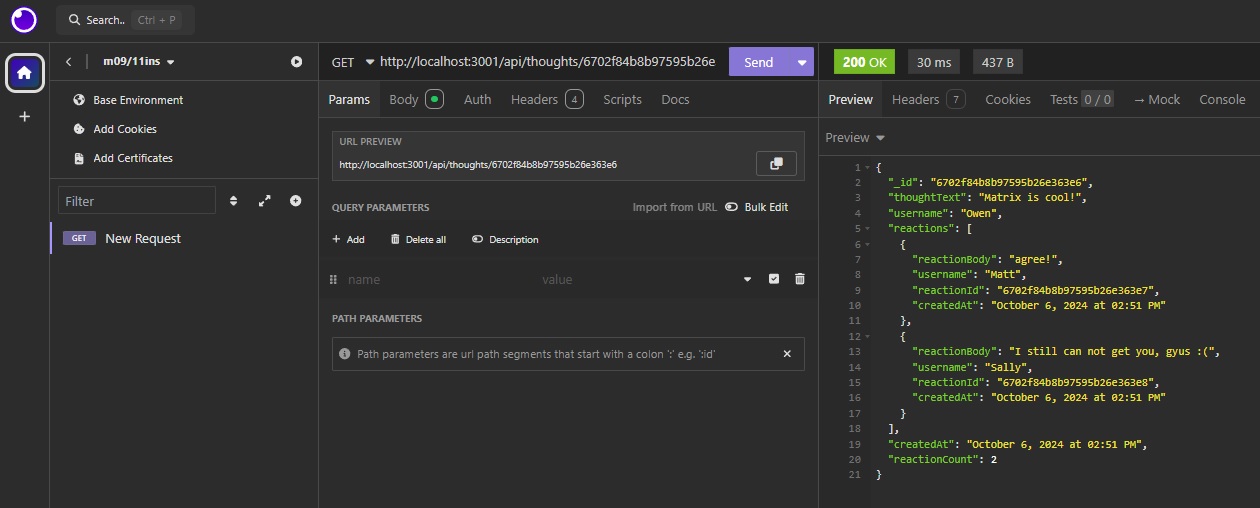 Search.. Ctrl + P
m09/11ins
Base Environment
Add Cookies
Add Certificates
Filter
GET New Request
GET http://localhost:3001/api/thoughts/6702f84b8b97595b26e Send
Params Body Auth Headers 4 Scripts Docs
URL PREVIEW
http://localhost:3001/api/thoughts/6702f84b8b97595b26e363e6
QUERY PARAMETERS Import from URL Bulk Edit
+ Add Delete all Description
name value
PATH PARAMETERS
Path parameters are url path segments that start with a colon ':' e.g. ':id'
200 OK 30 ms 437 B
Preview Headers 7 Cookies Tests 0 / 0 → Mock Console
Preview
1 {
2 "_id": "6702f84b8b97595b26e363e6",
3 "thoughtText": "Matrix is cool!",
4 "username": "Owen",
5 "reactions": [
6 {
7 "reactionBody": "agree!",
8 "username": "Matt",
9 "reactionId": "6702f84b8b97595b26e363e7",
10 "createdAt": "October 6, 2024 at 02:51 PM"
11 },
12 {
13 "reactionBody": "I still can not get you, gyus :(",
14 "username": "Sally",
15 "reactionId": "6702f84b8b97595b26e363e8",
16 "createdAt": "October 6, 2024 at 02:51 PM"
17 }
18 ],
19 "createdAt": "October 6, 2024 at 02:51 PM",
20 "reactionCount": 2
21 }